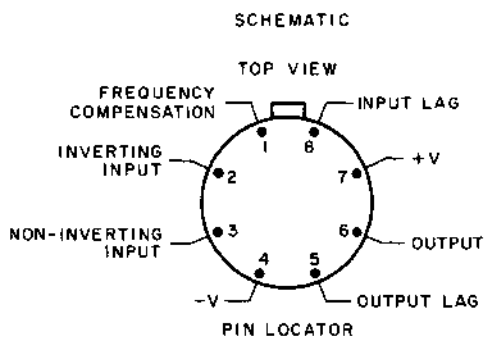 SCHEMATIC
TOP VIEW
FREQUENCY
COMPENSATION
INPUT LAG
1
8
INVERTING
INPUT
2
7
+V
NON-INVERTING
INPUT
3
6
OUTPUT
4
5
-V
OUTPUT LAG
PIN LOCATOR